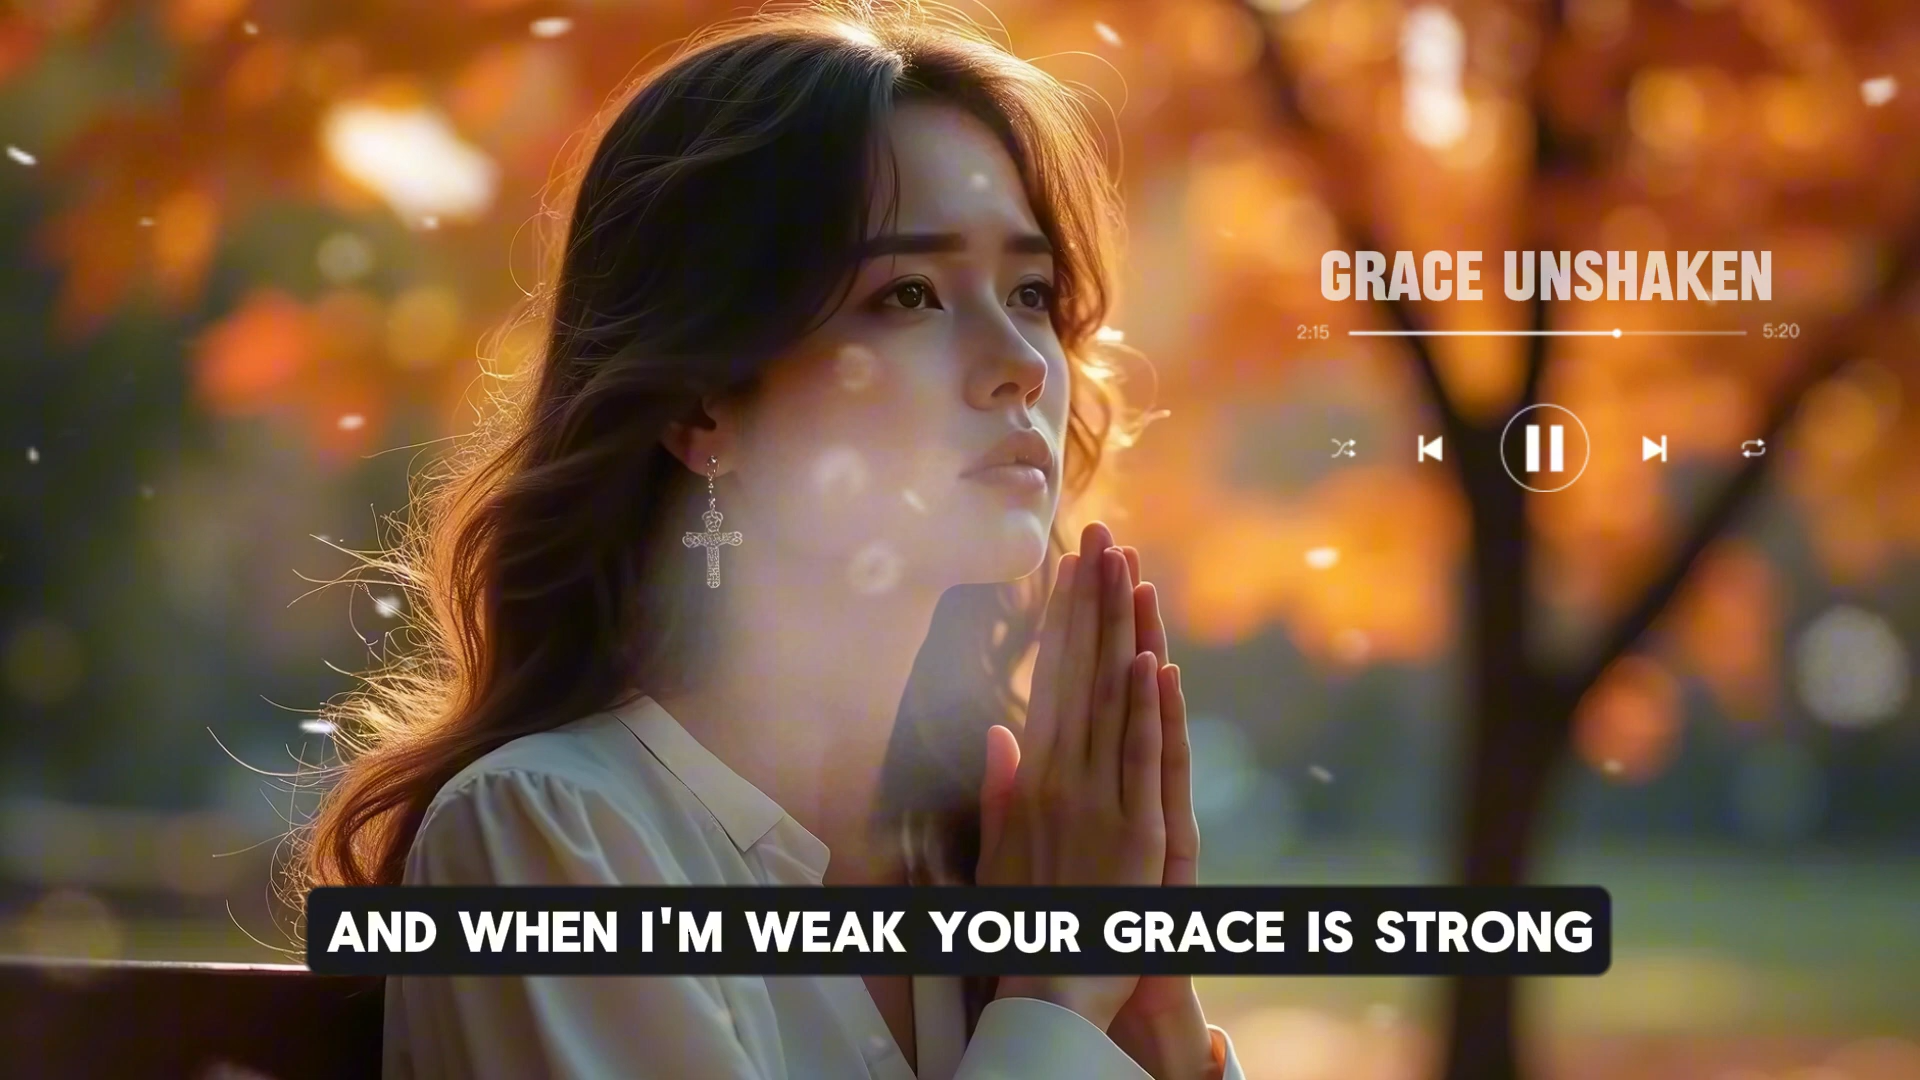 GRACE UNSHAKEN
2:15 5:20
AND WHEN I'M WEAK YOUR GRACE IS STRONG